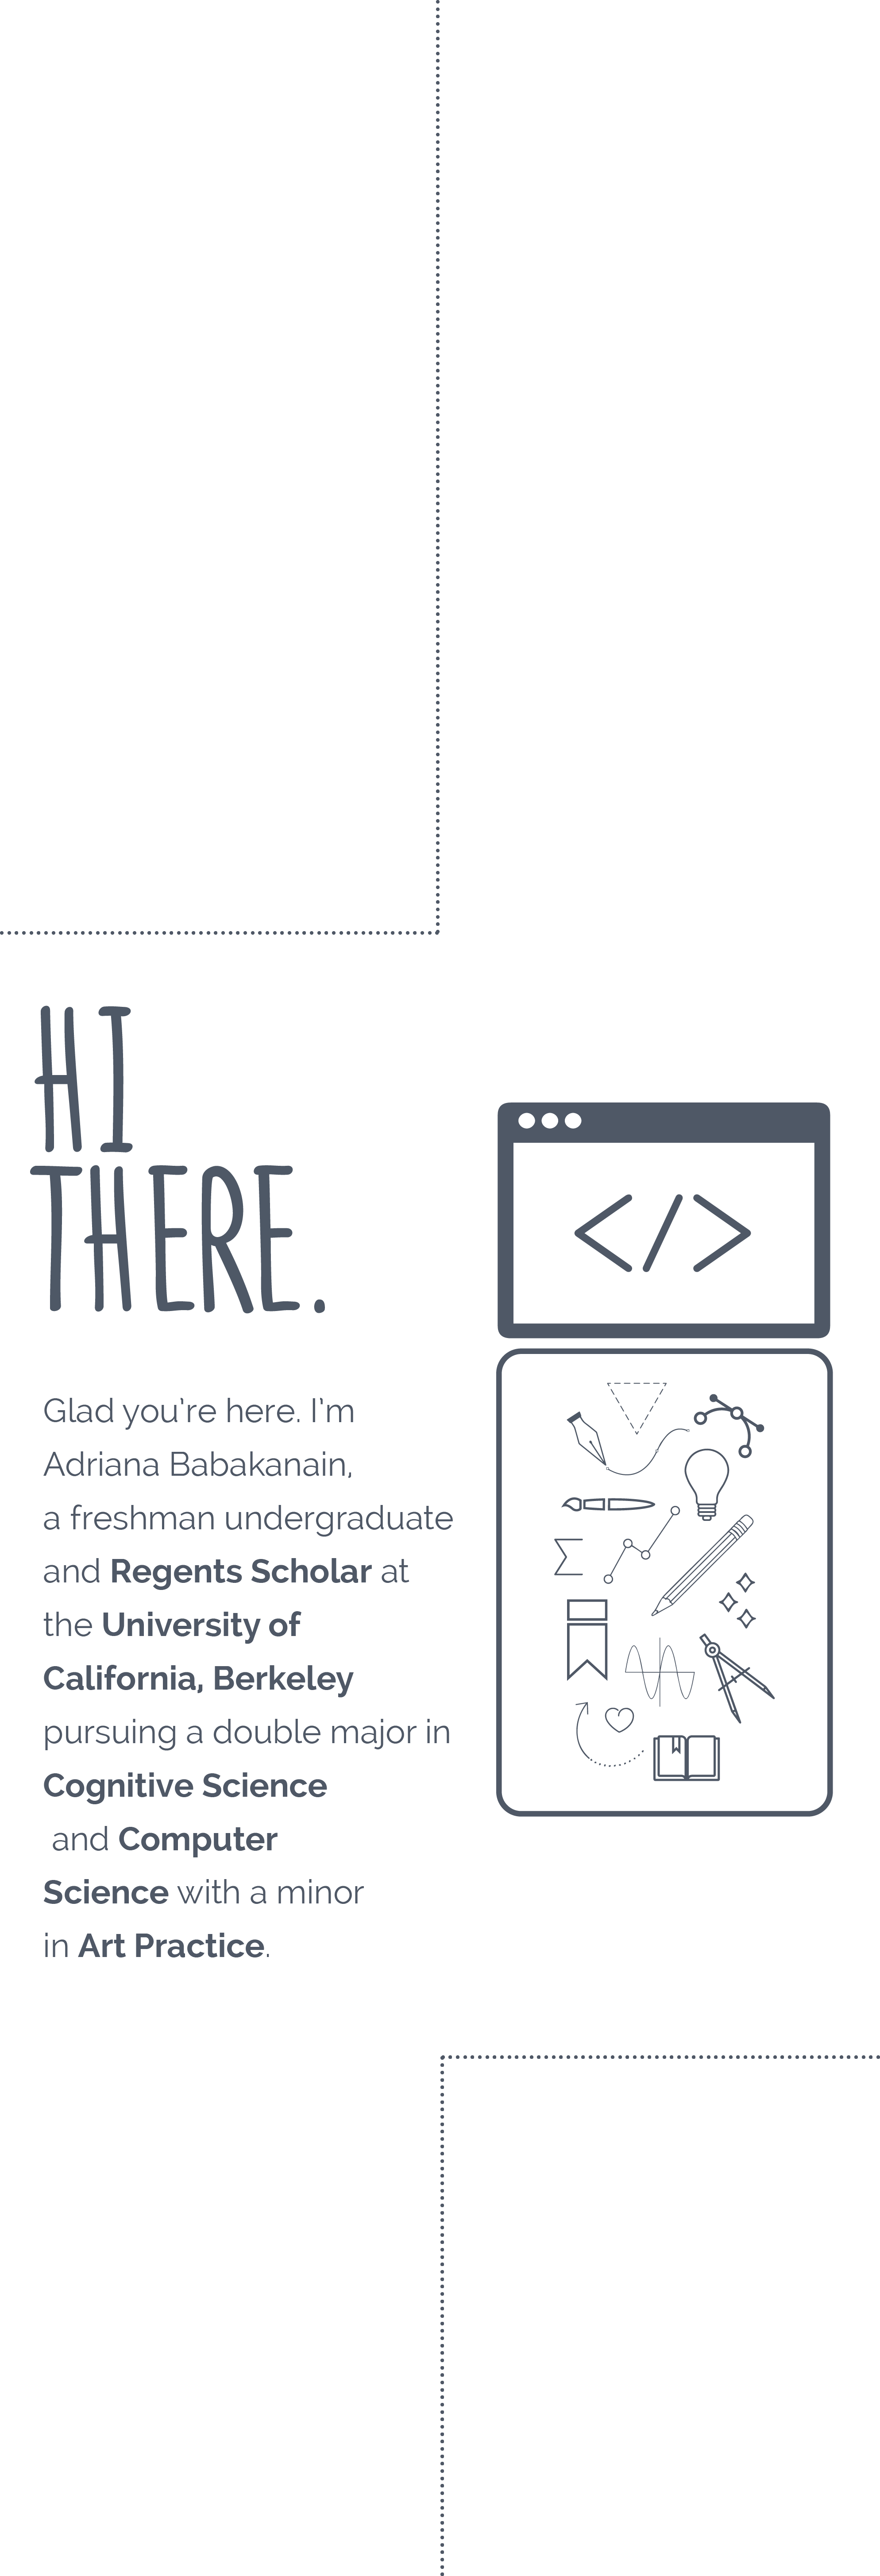 HI
THERE.
Glad you’re here. I’m
Adriana Babakanain,
a freshman undergraduate
and Regents Scholar at
the University of
California, Berkeley
pursuing a double major in
Cognitive Science
and Computer
Science with a minor
in Art Practice.
</>